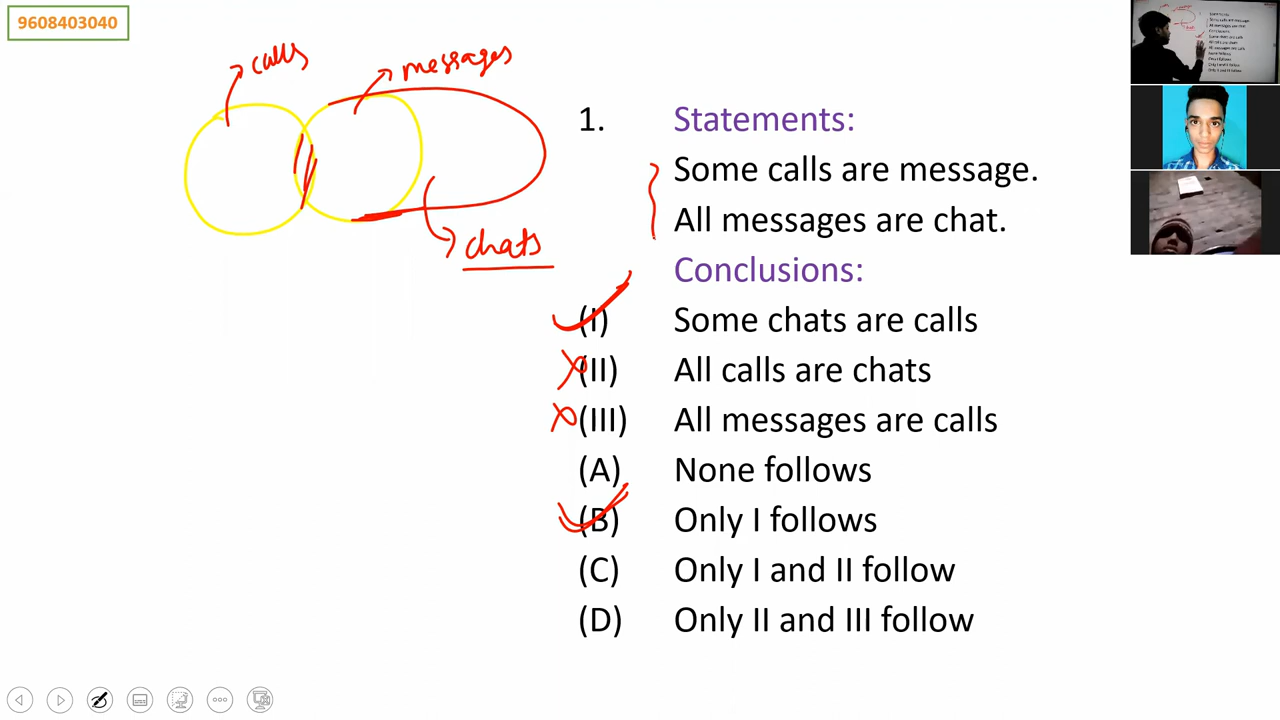 9608403040
calls
messages
chats
1. Statements:
Some calls are message.
All messages are chat.
Conclusions:
(I) Some chats are calls
(II) All calls are chats
(III) All messages are calls
(A) None follows
(B) Only I follows
(C) Only I and II follow
(D) Only II and III follow